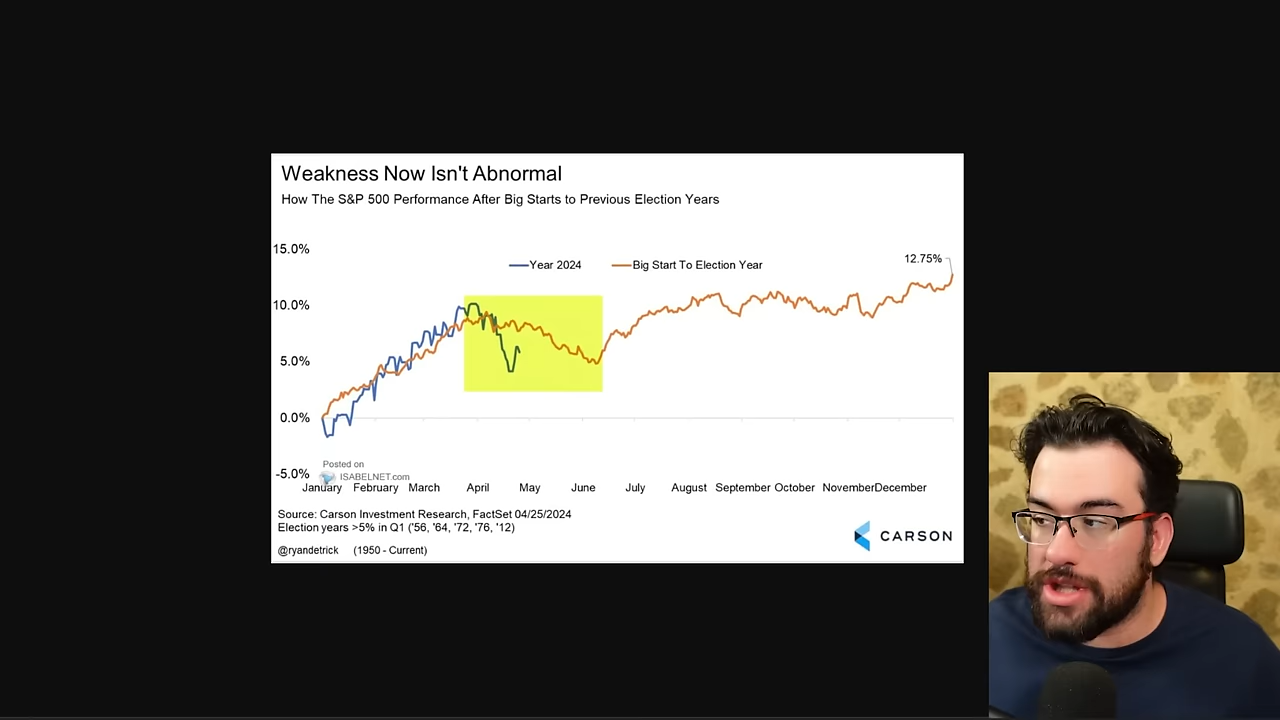 Weakness Now Isn't Abnormal
How The S&P 500 Performance After Big Starts to Previous Election Years
15.0%
12.75%
Year 2024
Big Start To Election Year
10.0%
5.0%
0.0%
-5.0%
Posted on
ISABELNET.com
January February March April May June July August September October November December
Source: Carson Investment Research, FactSet 04/25/2024
Election years >5% in Q1 ('56, '64, '72, '76, '12)
@ryandetrick (1950 - Current)
CARSON